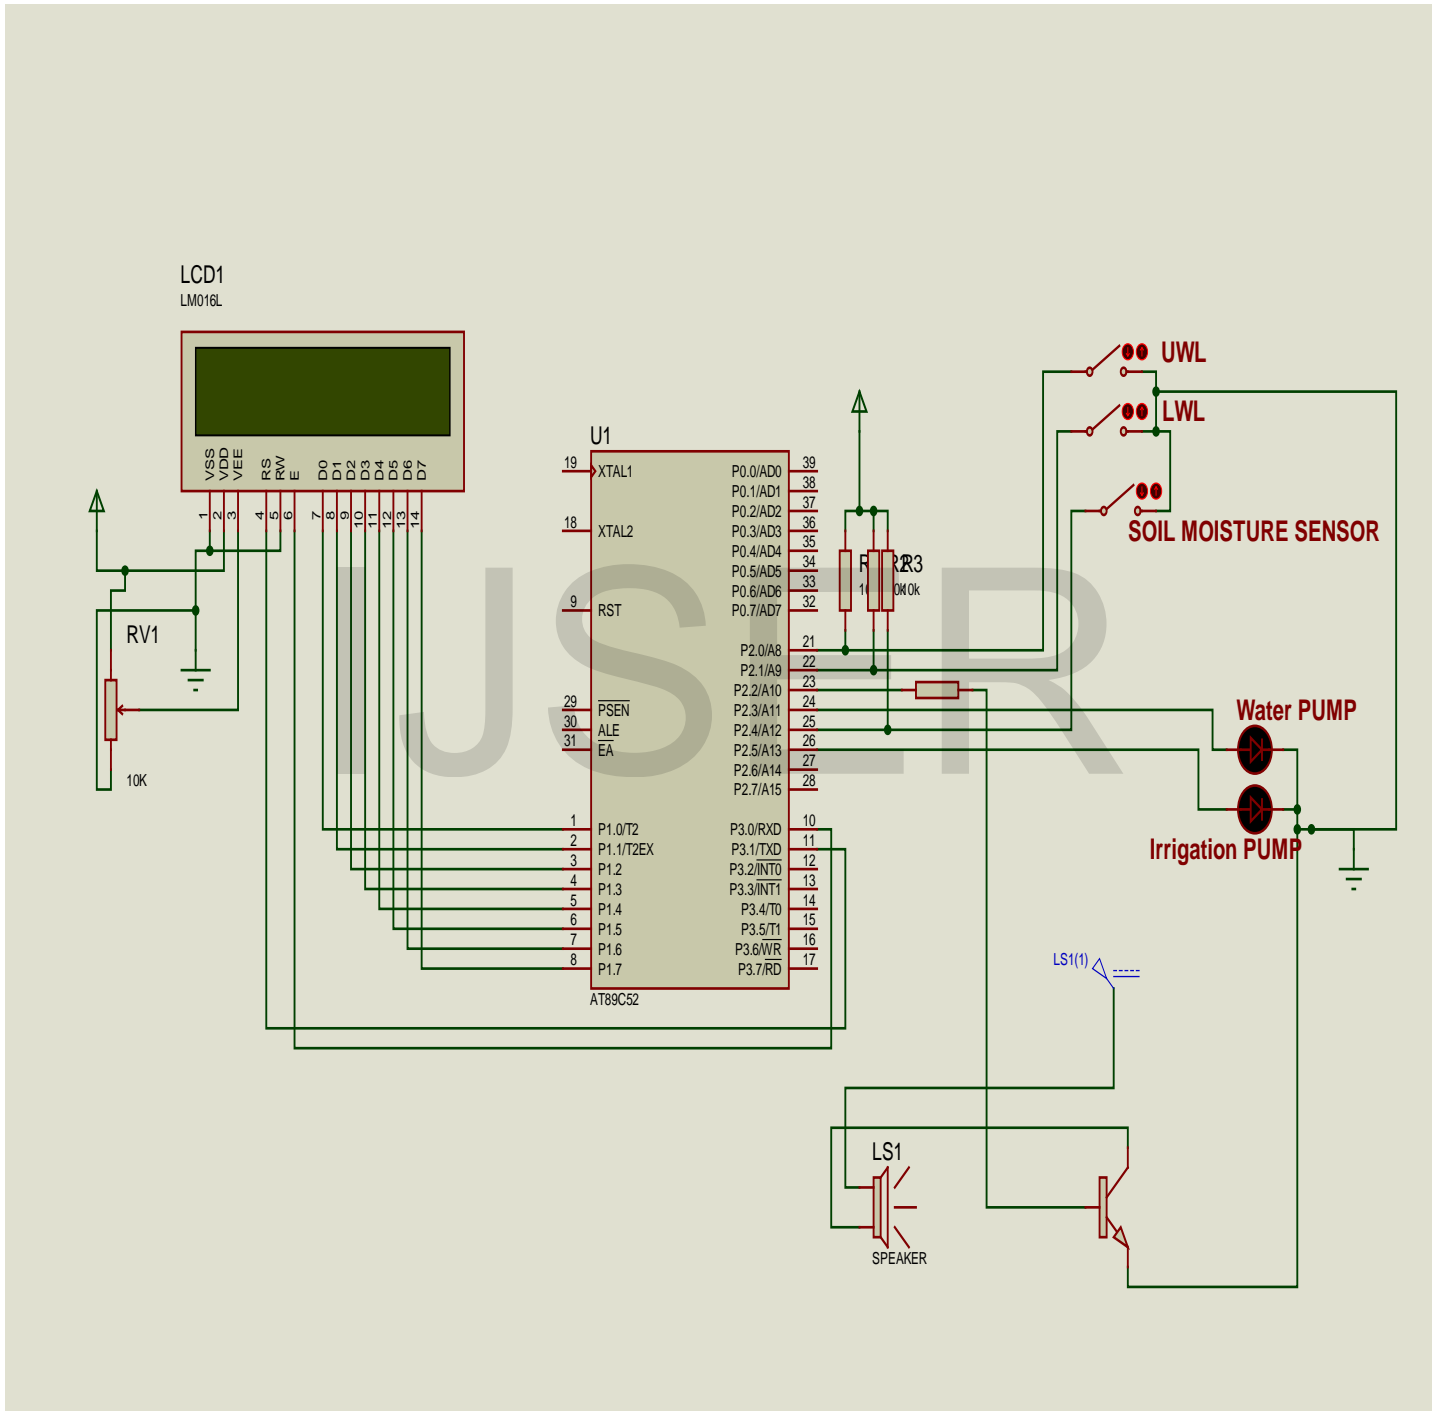 LCD1
LM016L
VSS
VDD
VEE
RS
RW
E
D0
D1
D2
D3
D4
D5
D6
D7
1
2
3
4
5
6
7
8
9
10
11
12
13
14
RV1
10K
U1
19
XTAL1
18
XTAL2
9
RST
29
PSEN
30
ALE
31
EA
1
P1.0/T2
2
P1.1/T2EX
3
P1.2
4
P1.3
5
P1.4
6
P1.5
7
P1.6
8
P1.7
P0.0/AD0
39
P0.1/AD1
38
P0.2/AD2
37
P0.3/AD3
36
P0.4/AD4
35
P0.5/AD5
34
P0.6/AD6
33
P0.7/AD7
32
P2.0/A8
21
P2.1/A9
22
P2.2/A10
23
P2.3/A11
24
P2.4/A12
25
P2.5/A13
26
P2.6/A14
27
P2.7/A15
28
P3.0/RXD
10
P3.1/TXD
11
P3.2/INT0
12
P3.3/INT1
13
P3.4/T0
14
P3.5/T1
15
P3.6/WR
16
P3.7/RD
17
AT89C52
R3
10k
UWL
LWL
SOIL MOISTURE SENSOR
Water PUMP
Irrigation PUMP
LS1(1)
LS1
SPEAKER
IJSER